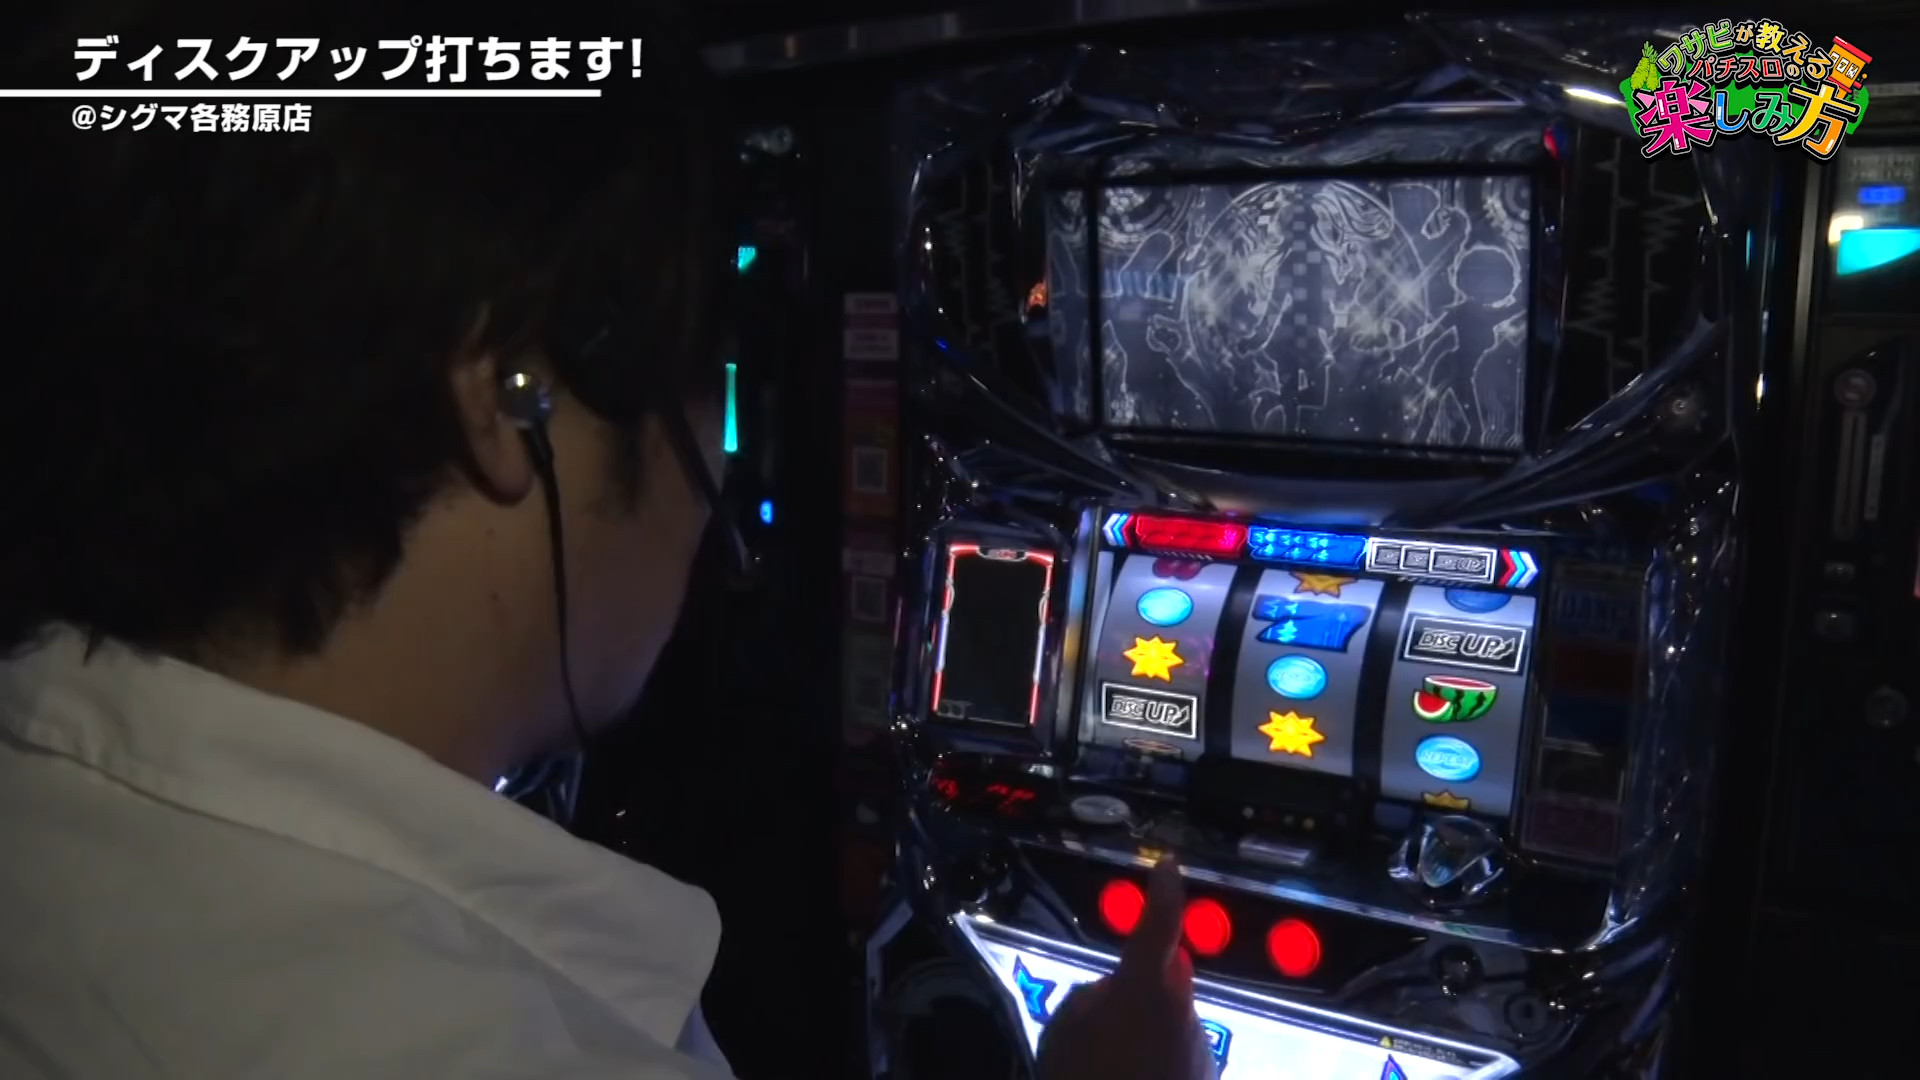 ディスクアップ打ちます!
@シグマ各務原店
ワサビが教える
パチスロの
楽しみ方
DISC UP
DISC UP
REPEAT
REPEAT